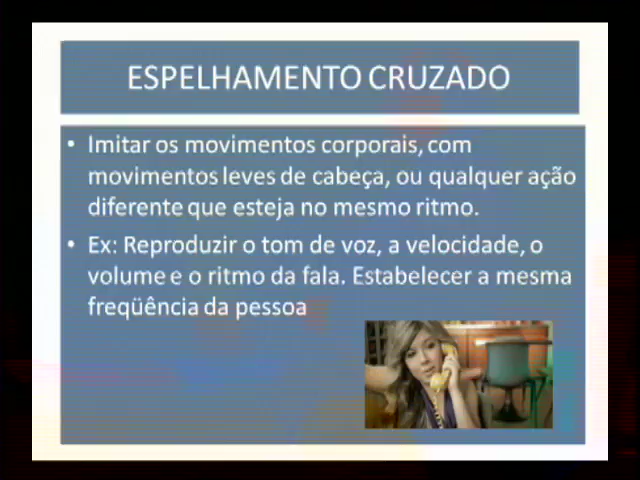 ESPELHAMENTO CRUZADO
• Imitar os movimentos corporais, com
movimentos leves de cabeça, ou qualquer ação
diferente que esteja no mesmo ritmo.
• Ex: Reproduzir o tom de voz, a velocidade, o
volume e o ritmo da fala. Estabelecer a mesma
freqüência da pessoa